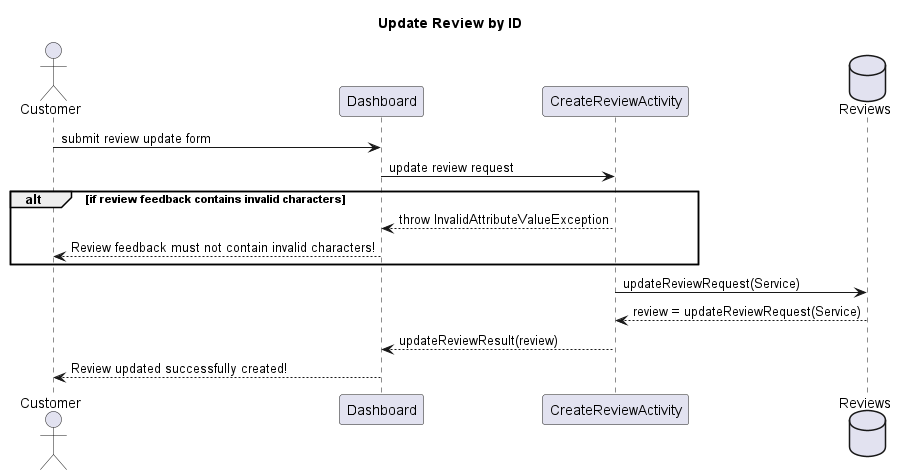 Update Review by ID
Customer
Dashboard
CreateReviewActivity
Reviews
submit review update form
update review request
alt [if review feedback contains invalid characters]
throw InvalidAttributeValueException
Review feedback must not contain invalid characters!
updateReviewRequest(Service)
review = updateReviewRequest(Service)
updateReviewResult(review)
Review updated successfully created!
Customer
Dashboard
CreateReviewActivity
Reviews